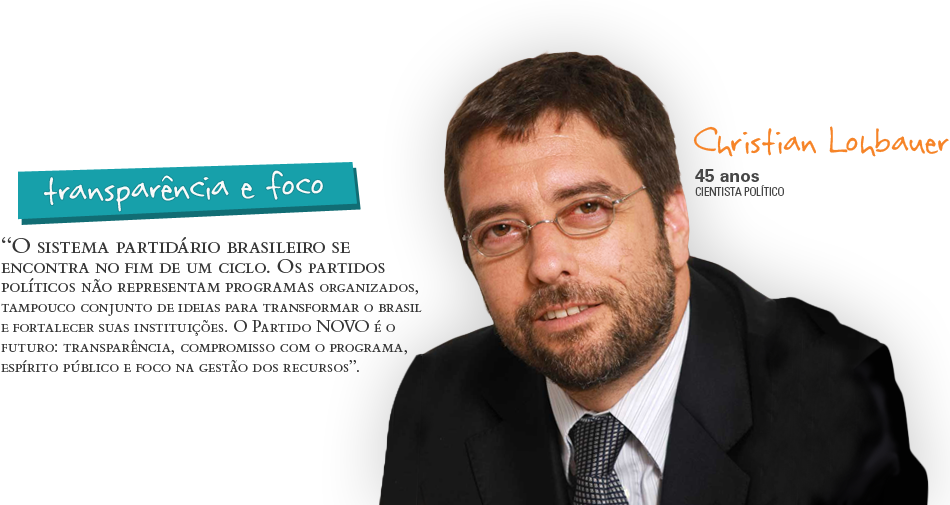 transparência e foco
“O SISTEMA PARTIDÁRIO BRASILEIRO SE
ENCONTRA NO FIM DE UM CICLO. OS PARTIDOS
POLÍTICOS NÃO REPRESENTAM PROGRAMAS ORGANIZADOS,
TAMPOUCO CONJUNTO DE IDEIAS PARA TRANSFORMAR O BRASIL
E FORTALECER SUAS INSTITUIÇÕES. O PARTIDO NOVO É O
FUTURO: TRANSPARÊNCIA, COMPROMISSO COM O PROGRAMA,
ESPÍRITO PÚBLICO E FOCO NA GESTÃO DOS RECURSOS”.
Christian Lohbauer
45 anos
CIENTISTA POLÍTICO